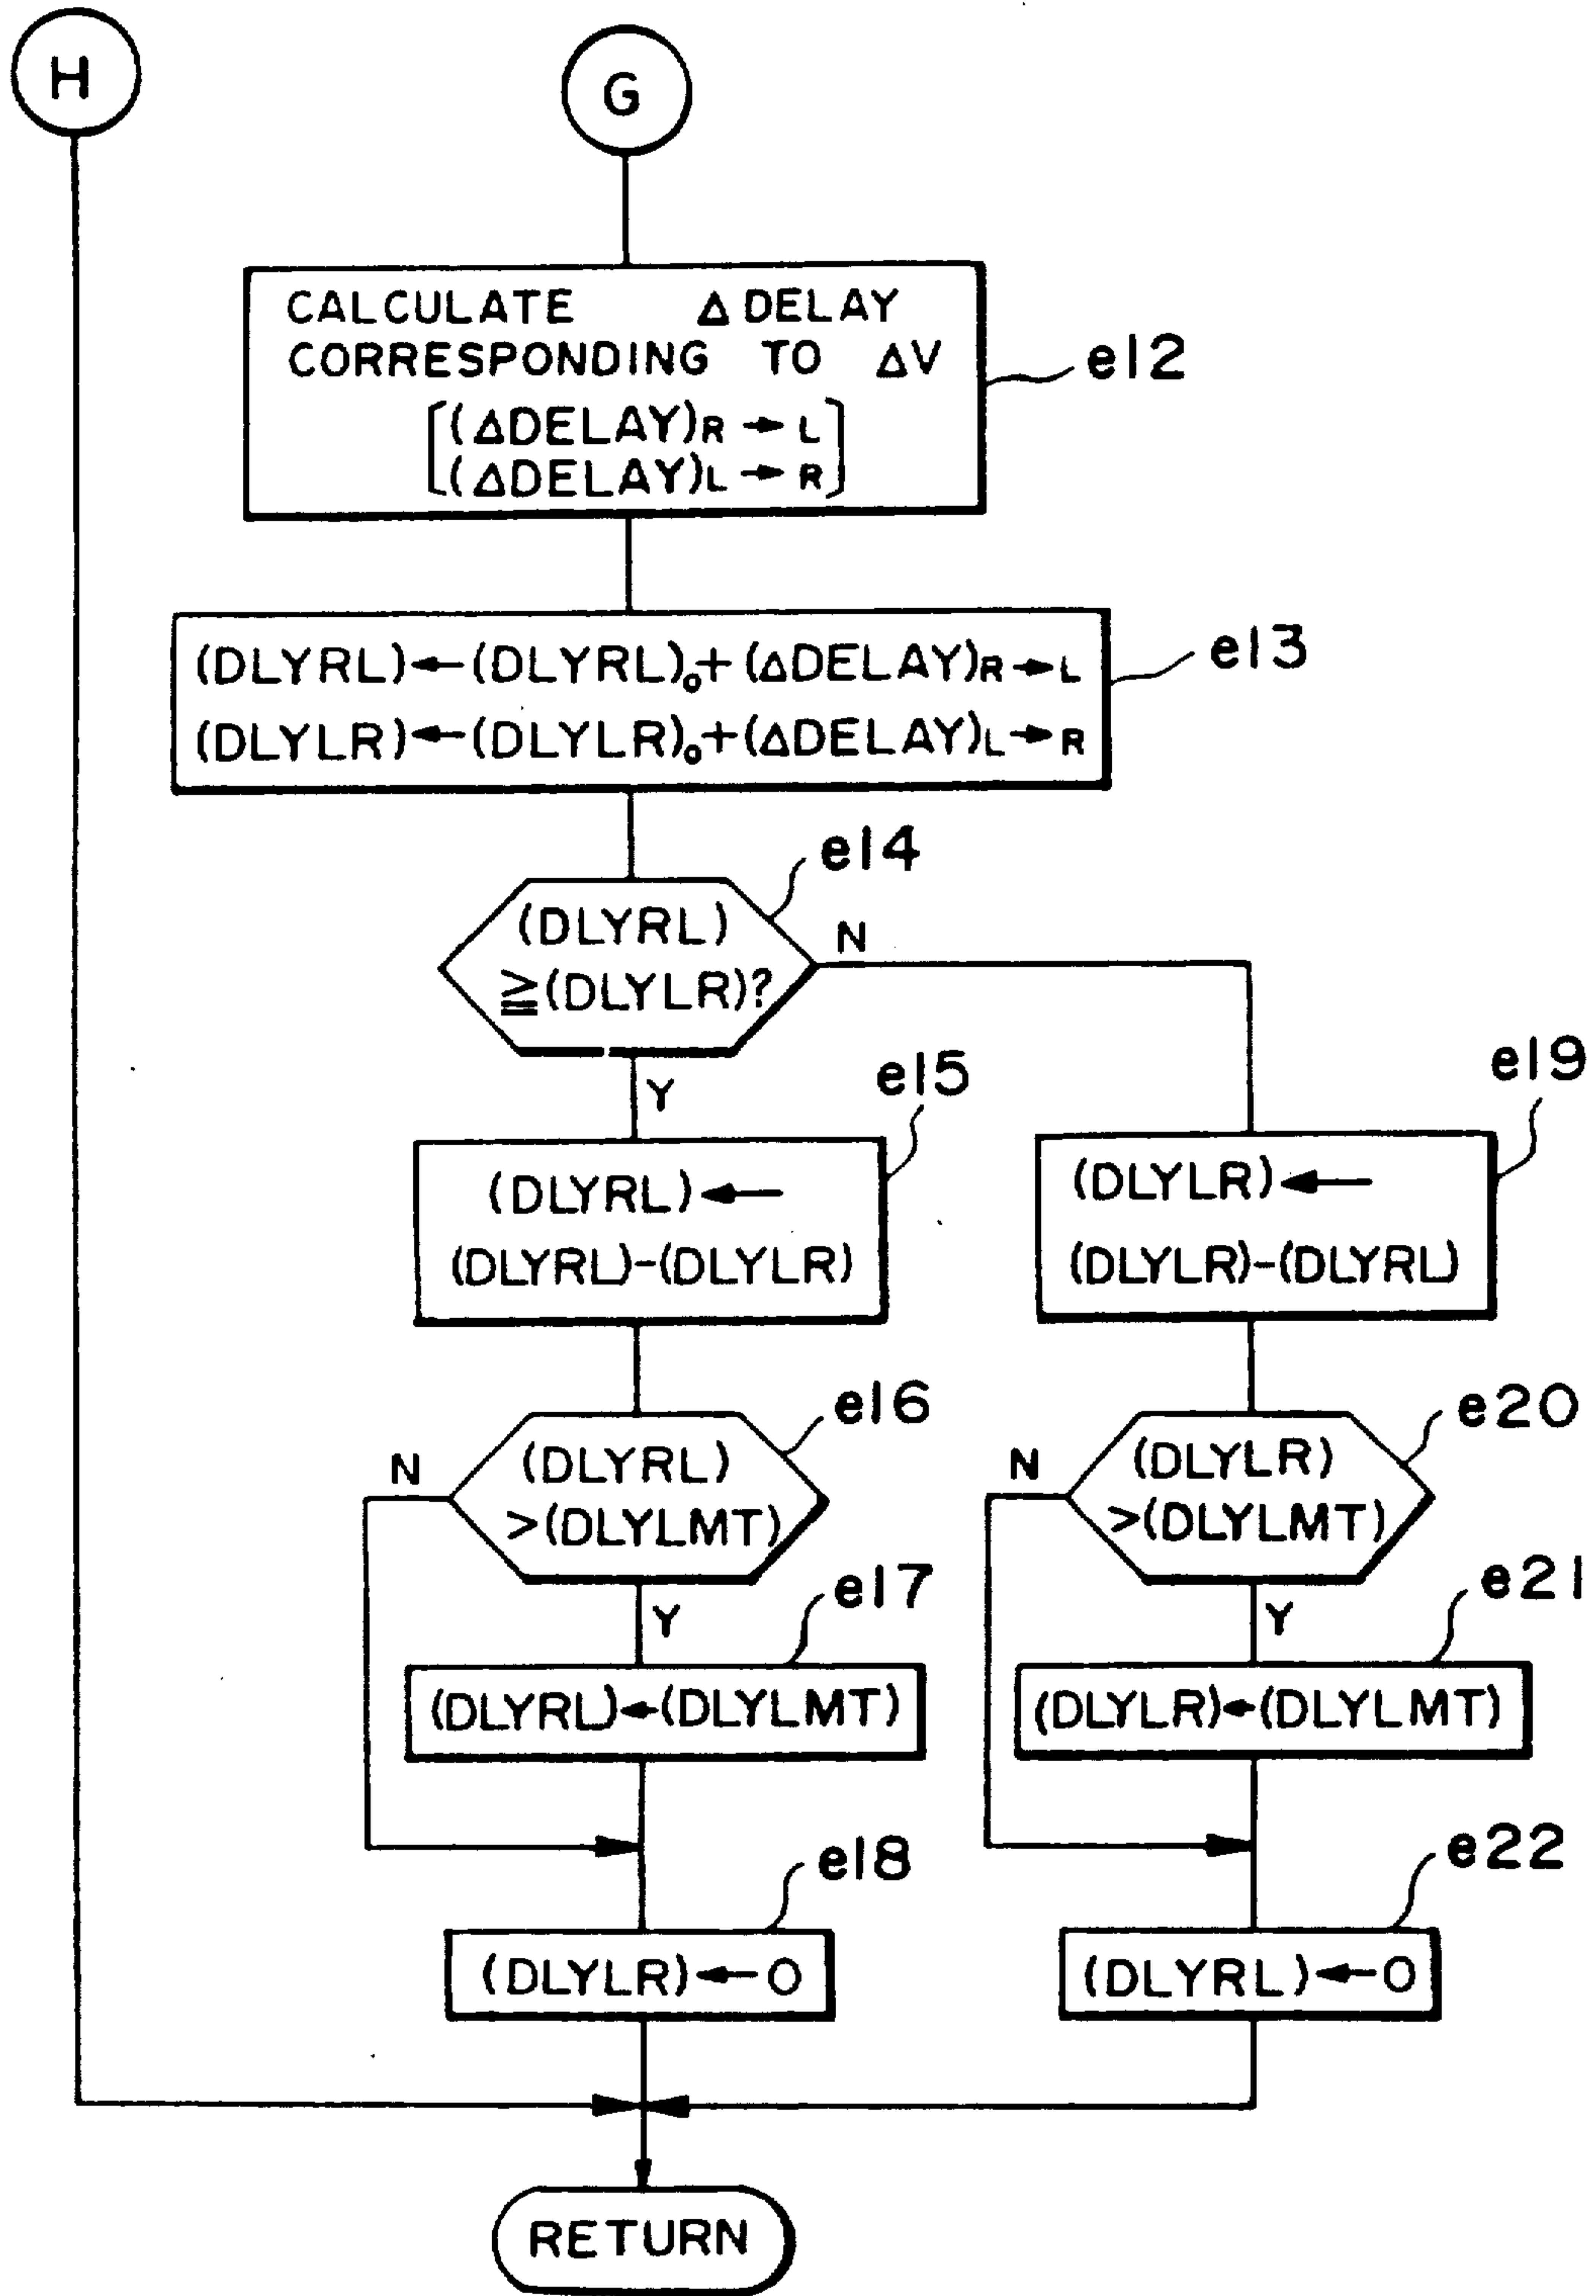 H
G
CALCULATE Δ DELAY
CORRESPONDING TO ΔV
[(ΔDELAY)R → L]
[(ΔDELAY)L → R]
e12
(DLYRL)←(DLYRL)₀+(ΔDELAY)R→L
(DLYLR)←(DLYLR)₀+(ΔDELAY)L→R
e13
e14
(DLYRL)
≧(DLYLR)?
N
Y
e15
(DLYRL)←
(DLYRL)-(DLYLR)
e19
(DLYLR)←
(DLYLR)-(DLYRL)
e16
N
(DLYRL)
>(DLYLMT)
Y
e20
N
(DLYLR)
>(DLYLMT)
Y
e17
(DLYRL)←(DLYLMT)
e21
(DLYLR)←(DLYLMT)
e18
(DLYLR)←0
e22
(DLYRL)←0
RETURN